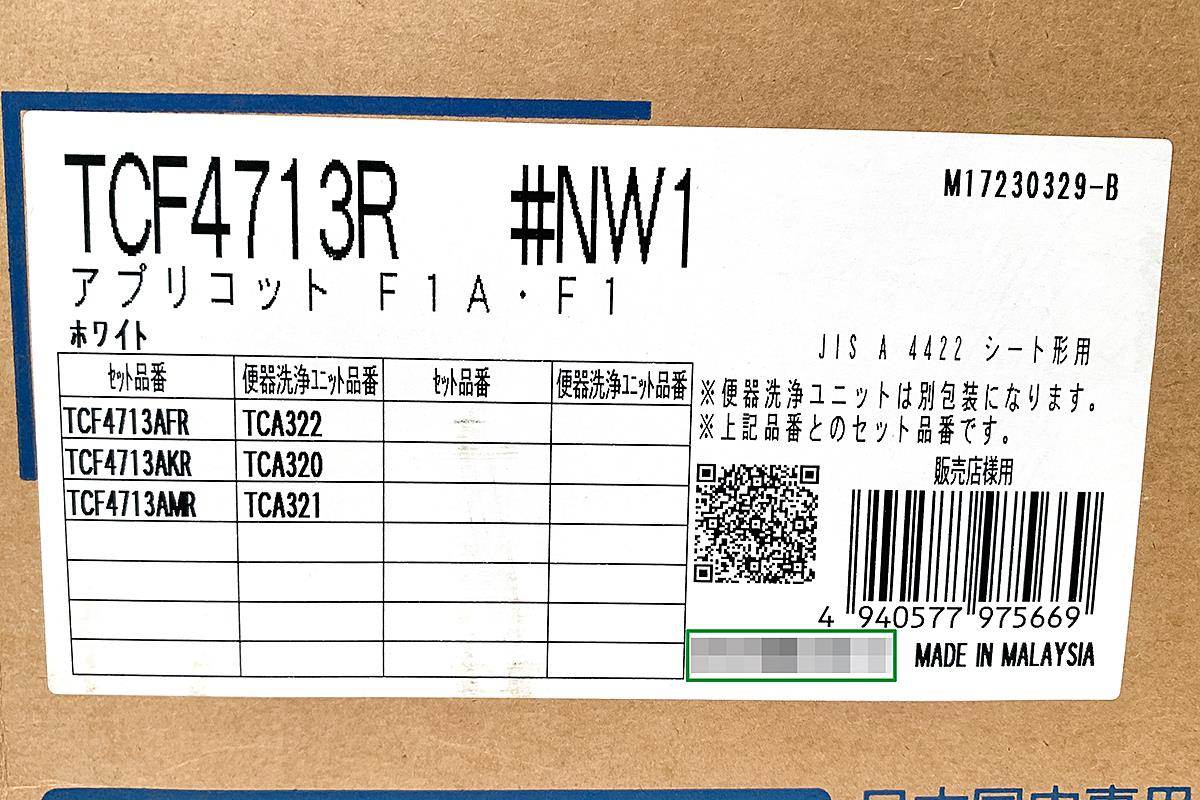 TCF4713R #NW1
M17230329-B
アプリコット F1A・F1
ホワイト
JIS A 4422 シート形用
セット品番 便器洗浄ユニット品番 セット品番 便器洗浄ユニット品番
TCF4713AFR TCA322
TCF4713AKR TCA320
TCF4713AMR TCA321
※便器洗浄ユニットは別包装になります。
※上記品番とのセット品番です。
販売店様用
4 940577 975669
MADE IN MALAYSIA